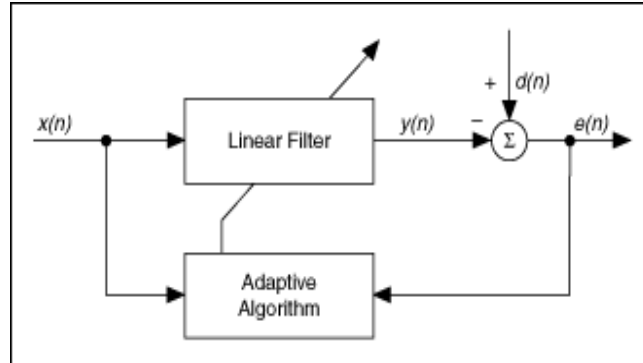 +
d(n)
x(n)
Linear Filter
y(n)
−
Σ
e(n)
Adaptive
Algorithm